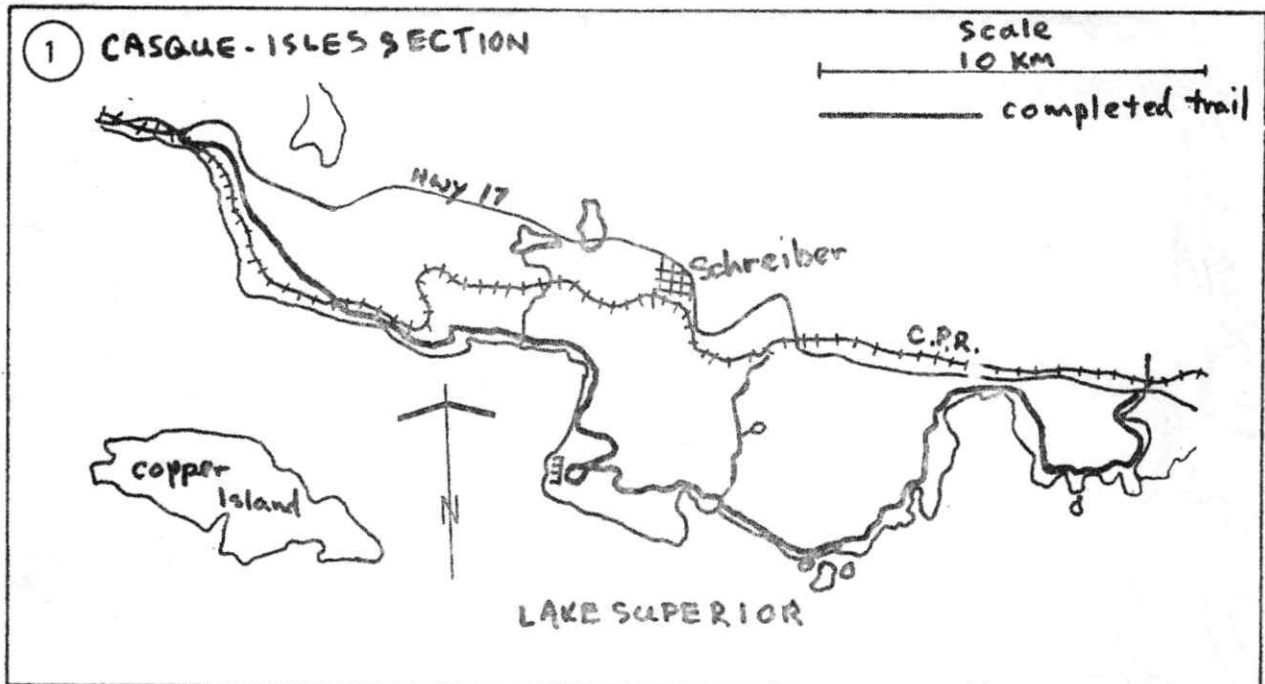 1 CASQUE-ISLES SECTION
Scale
10 KM
completed trail
HWY 17
Schreiber
C.P.R.
Copper
Island
N
LAKE SUPERIOR